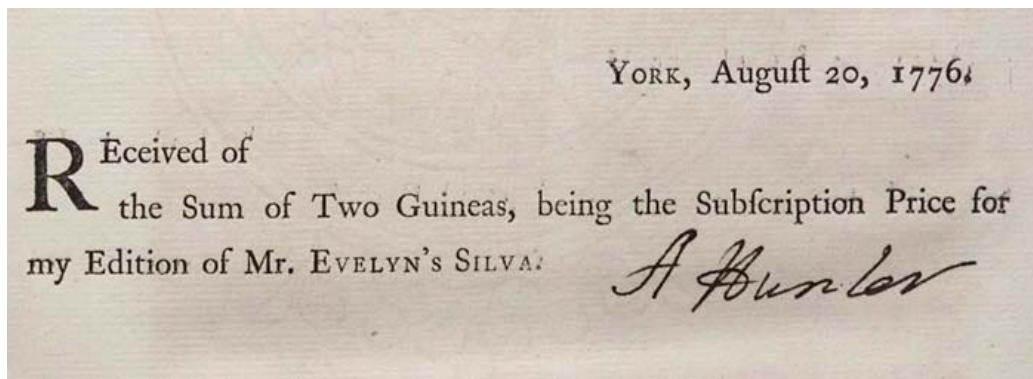 YORK, Auguſt 20, 1776.
REceived of
the Sum of Two Guineas, being the Subſcription Price for
my Edition of Mr. EVELYN'S SILVA.
A Hunter